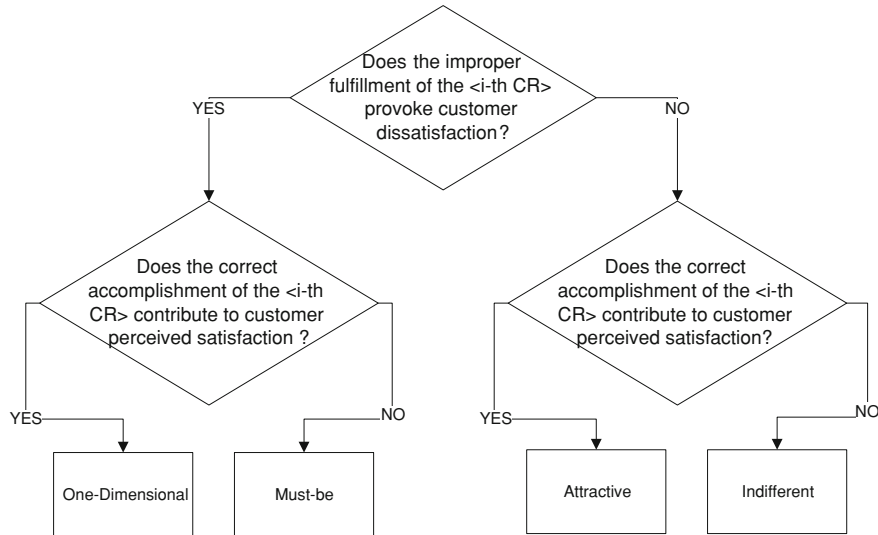 Does the improper
fulfillment of the <i-th CR>
provoke customer
dissatisfaction?
YES
NO
Does the correct
accomplishment of the <i-th
CR> contribute to customer
perceived satisfaction ?
Does the correct
accomplishment of the <i-th
CR> contribute to customer
perceived satisfaction?
YES
NO
YES
NO
One-Dimensional
Must-be
Attractive
Indifferent